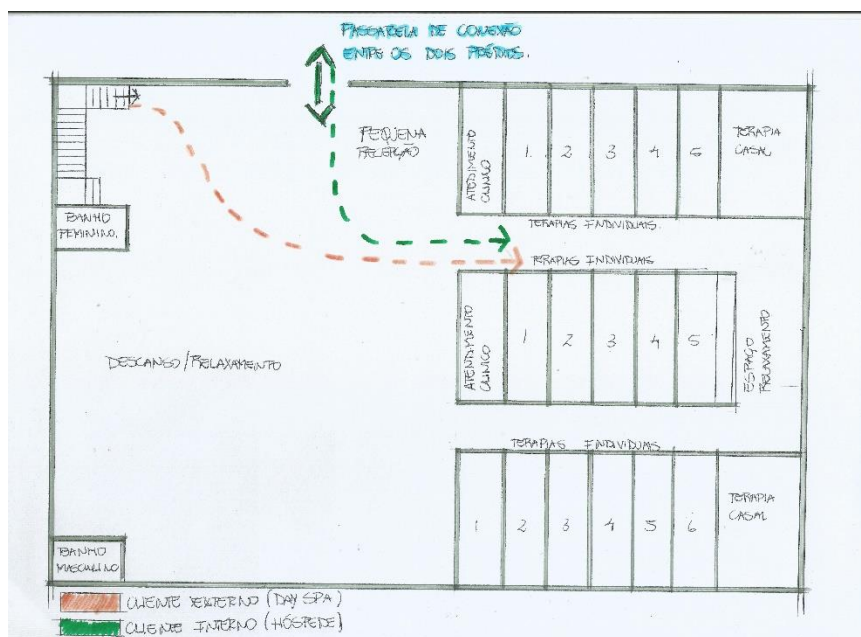 PASSARELA DE CONEXÃO
ENTRE OS DOIS PRÉDIOS.
PEQUENA
RECEPÇÃO
ATENDIMENTO
CLINICO
1
2
3
4
5
TERAPIA
CASAL
BANHO
FEMININO.
TERAPIAS INDIVIDUAIS.
TERAPIAS INDIVIDUAIS
DESCANSO/RELAXAMENTO
ATENDIMENTO
CLINICO
1
2
3
4
5
ESPAÇO
RELAXAMENTO
TERAPIAS INDIVIDUAIS
1
2
3
4
5
6
TERAPIA
CASAL
BANHO
MASCULINO
CLIENTE EXTERNO (DAY SPA)
CLIENTE INTERNO (HÓSPEDE)